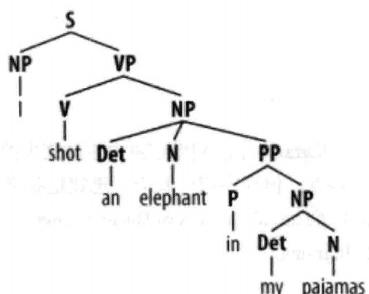 S
NP VP
I V NP
shot Det N PP
an elephant P NP
in Det N
my pajamas